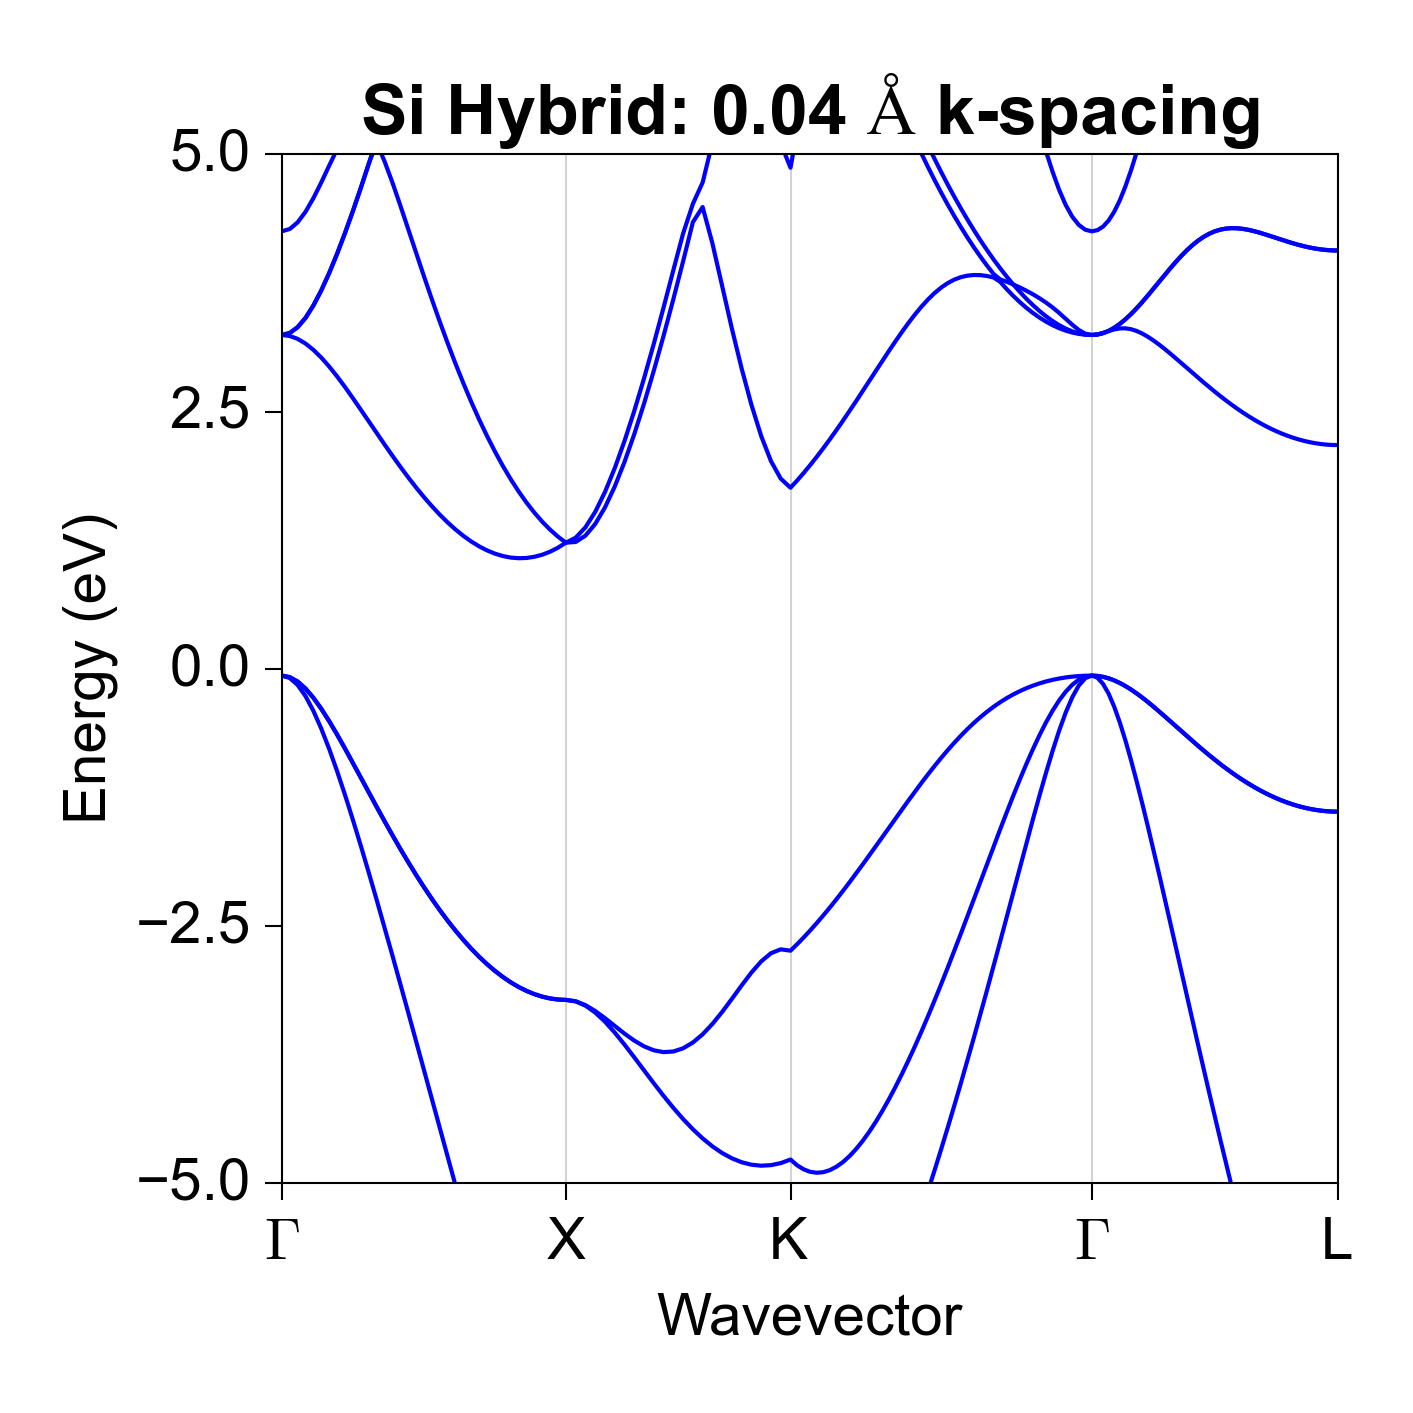 Si Hybrid: 0.04 Å k-spacing
5.0
2.5
0.0
−2.5
−5.0
Energy (eV)
Γ X K Γ L
Wavevector